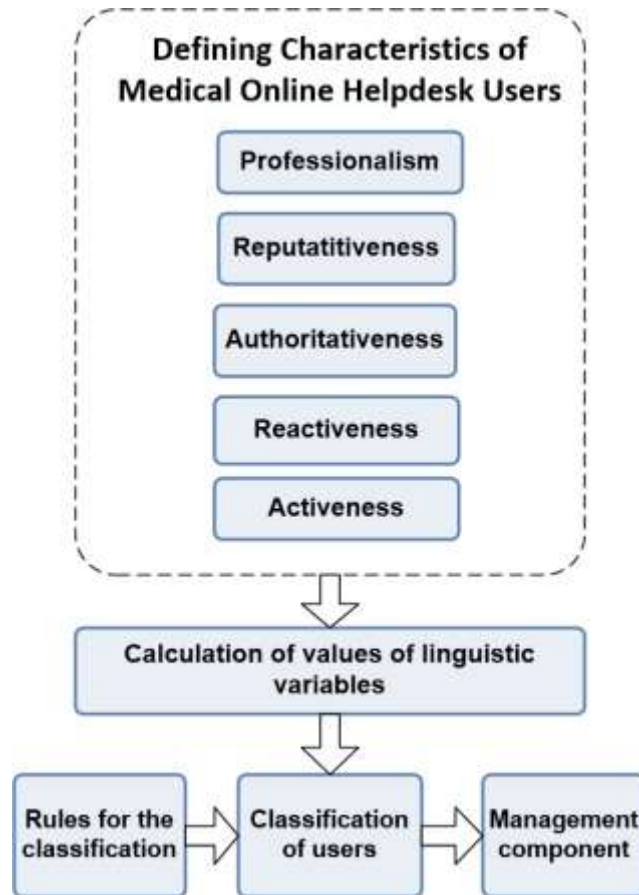 Defining Characteristics of
Medical Online Helpdesk Users
Professionalism
Reputatitiveness
Authoritativeness
Reactiveness
Activeness
Calculation of values of linguistic
variables
Rules for the
classification
Classification
of users
Management
component